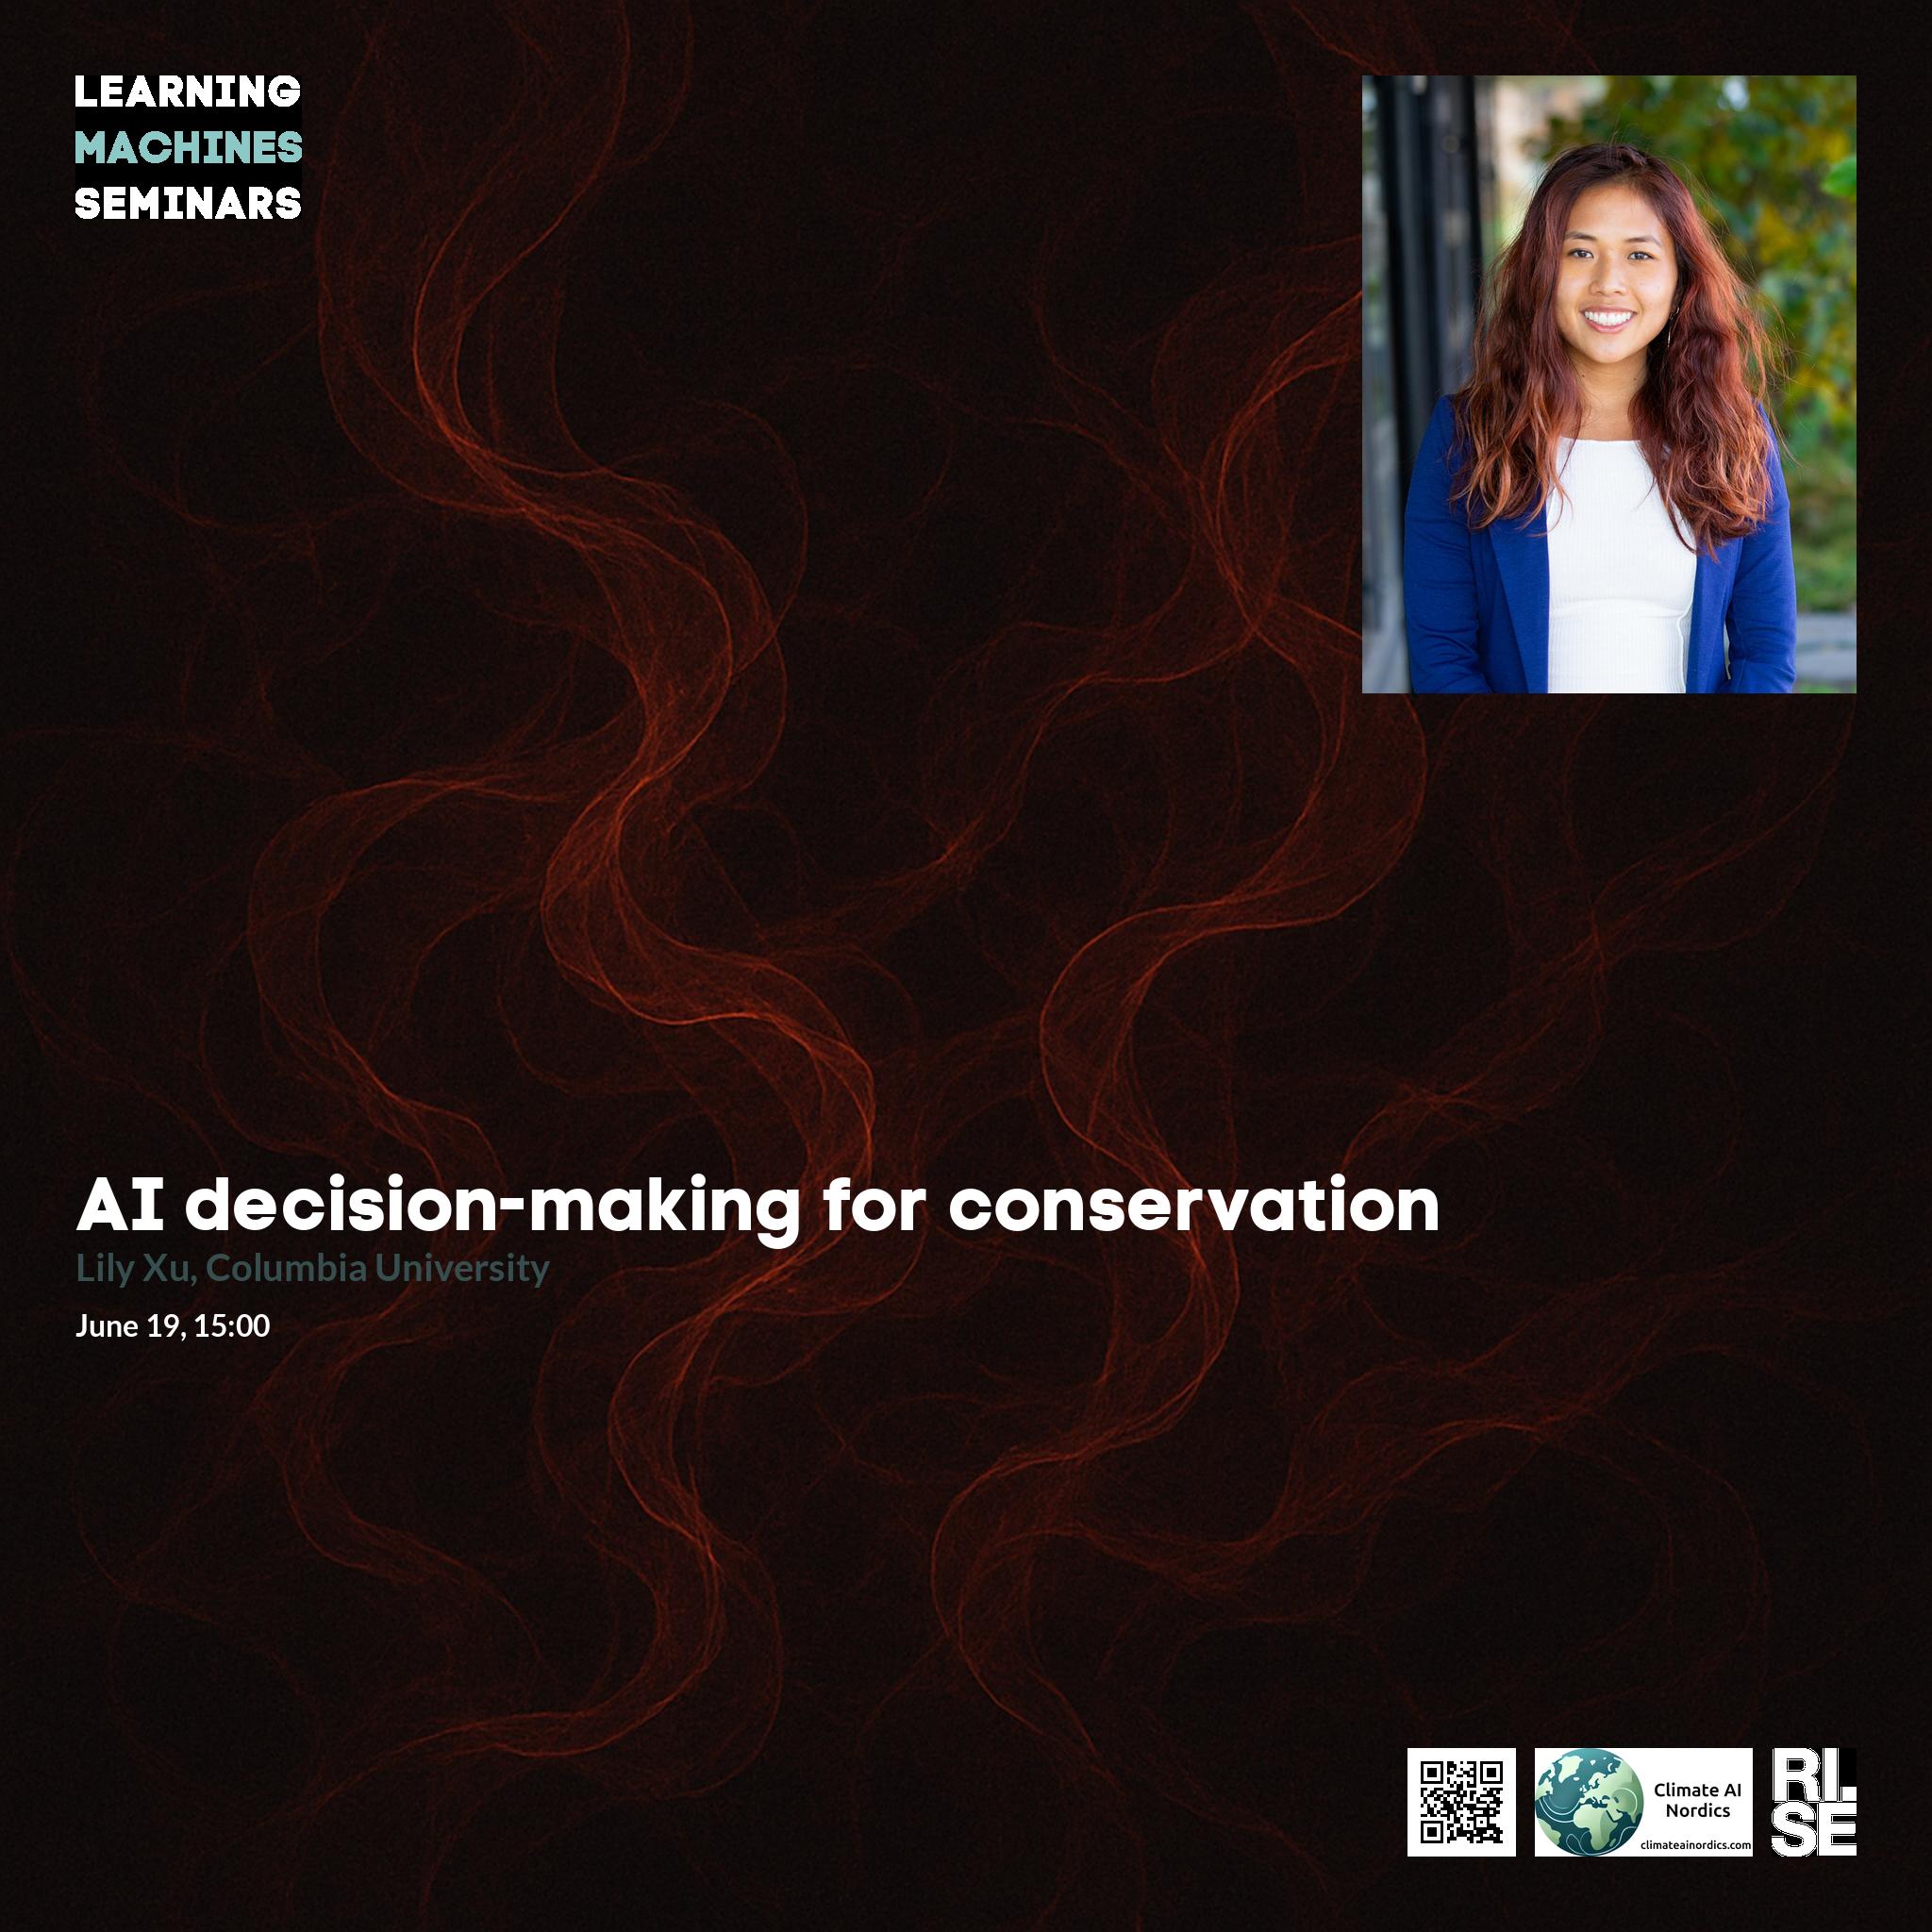 LEARNING
MACHINES
SEMINARS
AI decision-making for conservation
Lily Xu, Columbia University
June 19, 15:00
Climate AI
Nordics
climateainordics.com
RI.
SE